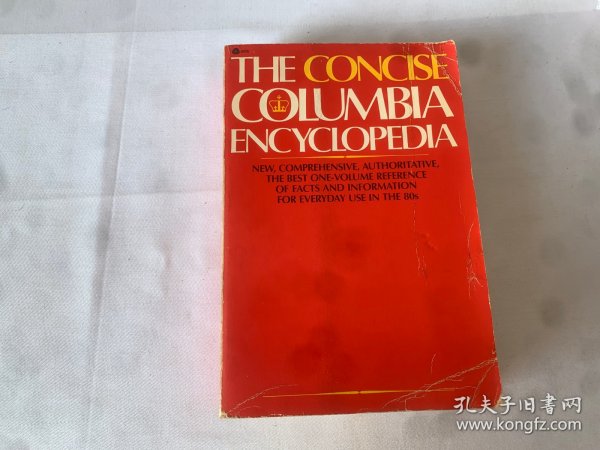 THE CONCISE
COLUMBIA
ENCYCLOPEDIA
NEW, COMPREHENSIVE, AUTHORITATIVE,
THE BEST ONE-VOLUME REFERENCE
OF FACTS AND INFORMATION
FOR EVERYDAY USE IN THE 80s
孔夫子旧书网
www.kongfz.com